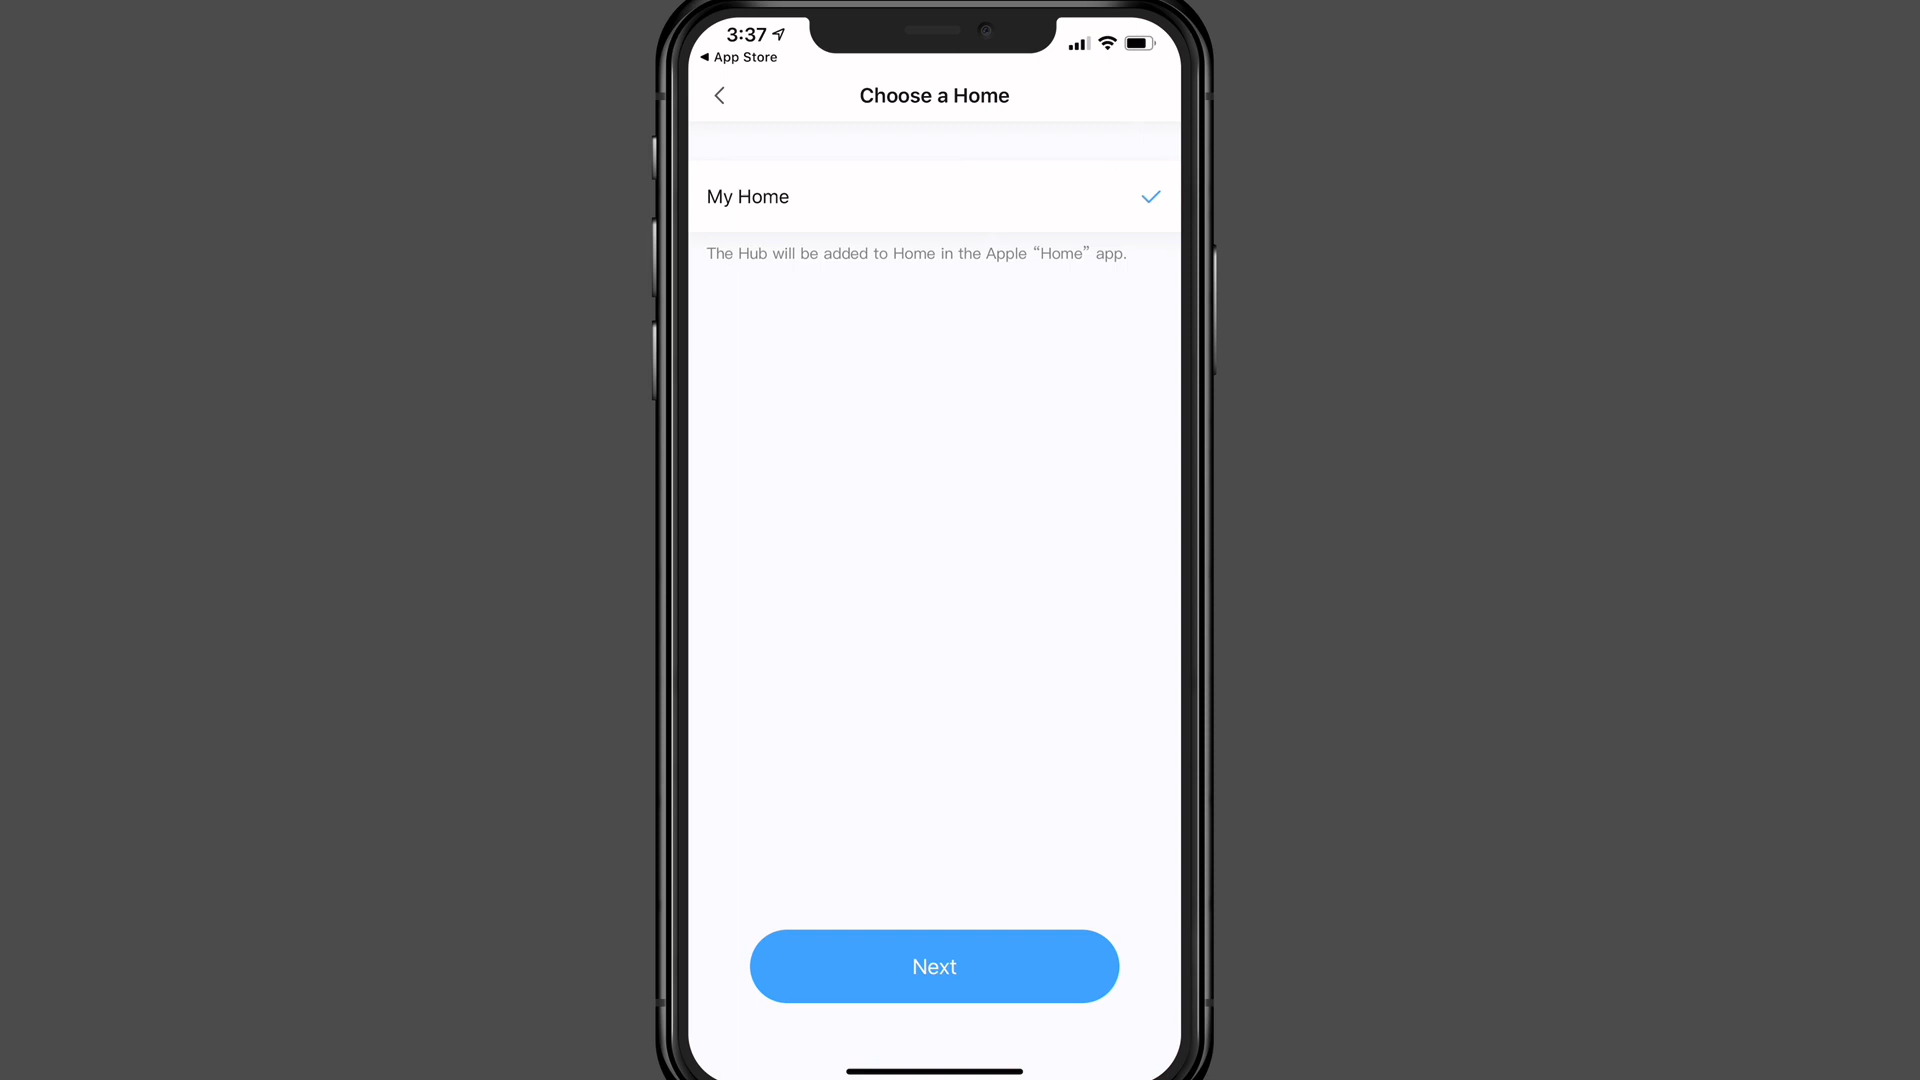 3:37
◀ App Store
Choose a Home
My Home
The Hub will be added to Home in the Apple “Home” app.
Next